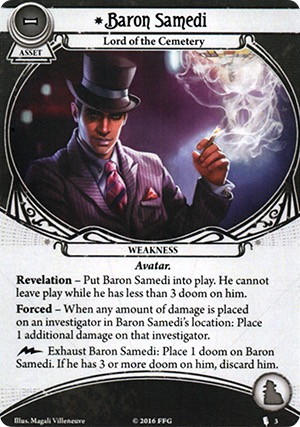 Baron Samedi
ASSET
Lord of the Cemetery
WEAKNESS
Avatar.
Revelation – Put Baron Samedi into play. He cannot
leave play while he has less than 3 doom on him.
Forced – When any amount of damage is placed
on an investigator in Baron Samedi's location: Place
1 additional damage on that investigator.
Exhaust Baron Samedi: Place 1 doom on Baron
Samedi. If he has 3 or more doom on him, discard him.
Illus. Magali Villeneuve
© 2016 FFG
3